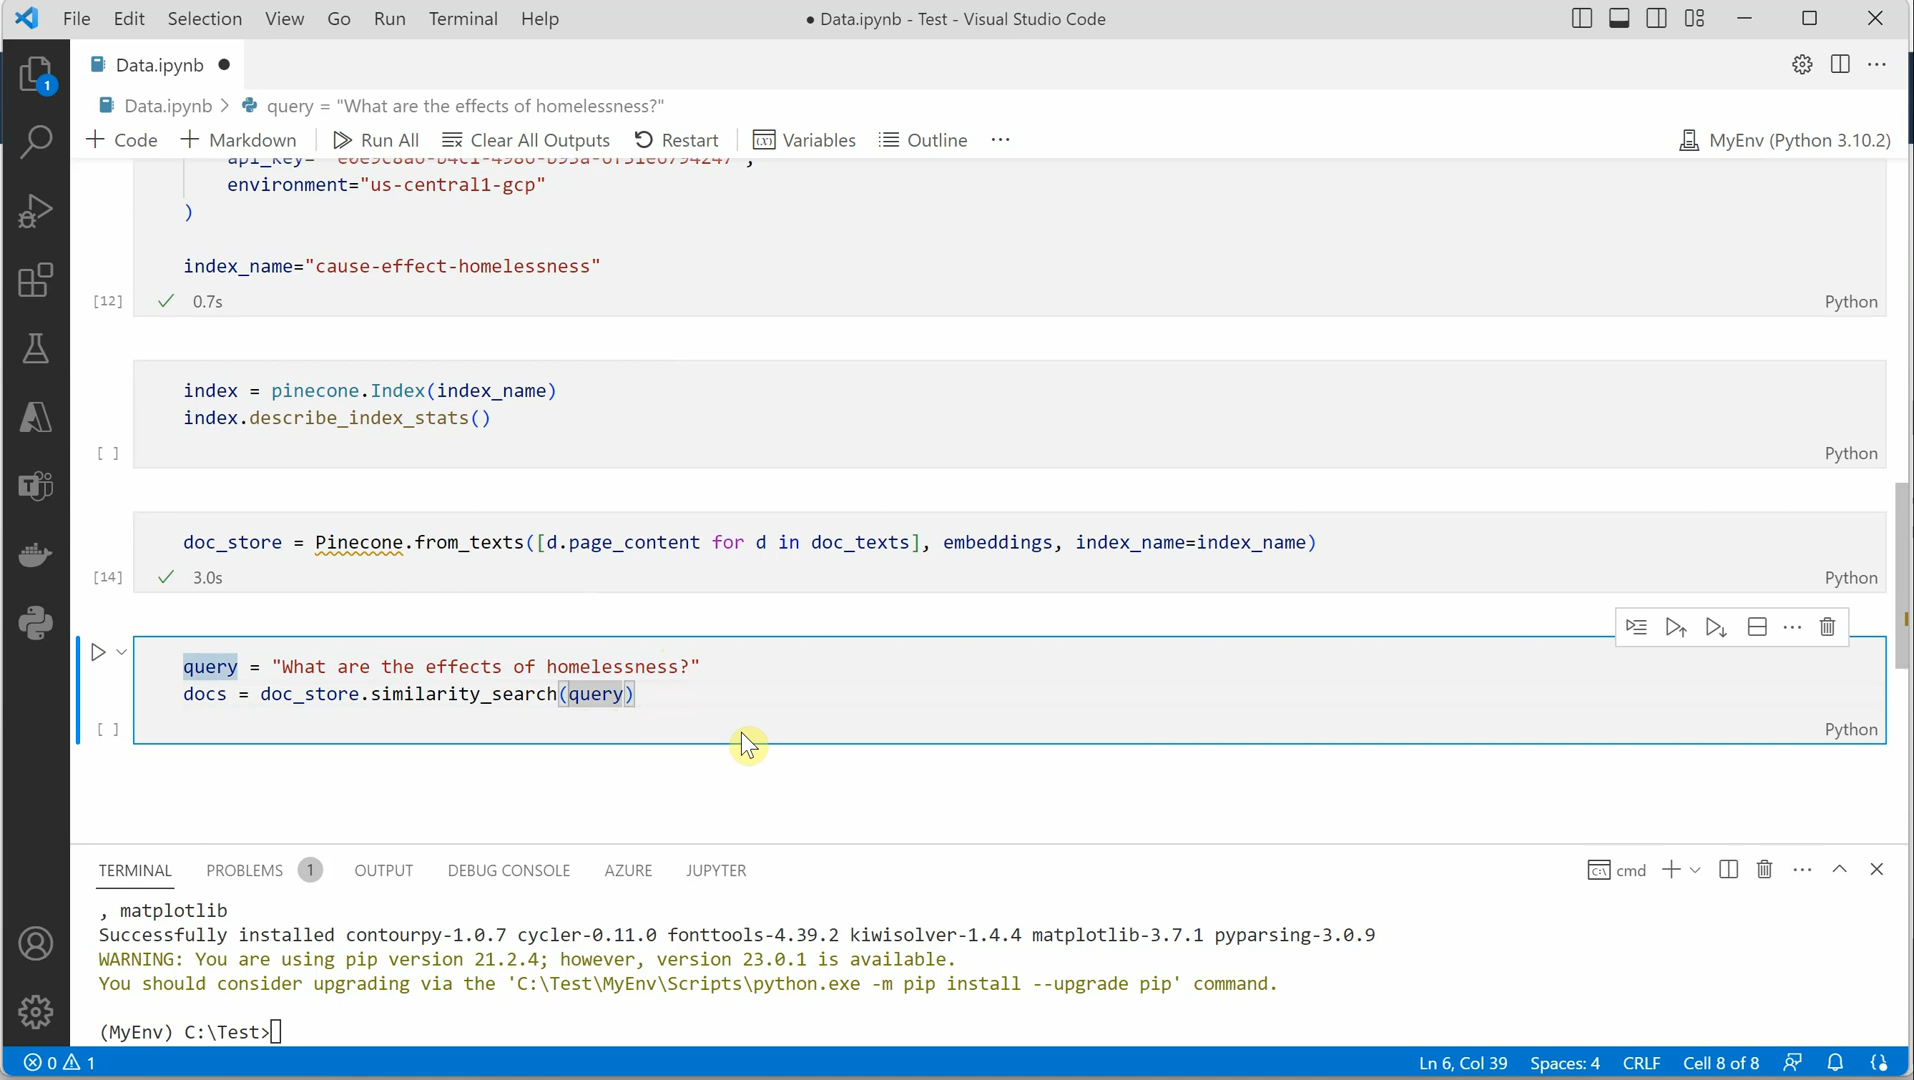 File Edit Selection View Go Run Terminal Help
● Data.ipynb - Test - Visual Studio Code
1
Data.ipynb ●
Data.ipynb > query = "What are the effects of homelessness?"
+ Code + Markdown Run All Clear All Outputs Restart Variables Outline ...
MyEnv (Python 3.10.2)
api_key=
environment="us-central1-gcp"
)
index_name="cause-effect-homelessness"
[12] ✓ 0.7s Python
index = pinecone.Index(index_name)
index.describe_index_stats()
[ ] Python
doc_store = Pinecone.from_texts([d.page_content for d in doc_texts], embeddings, index_name=index_name)
[14] ✓ 3.0s Python
query = "What are the effects of homelessness?"
docs = doc_store.similarity_search(query)
[ ] Python
TERMINAL PROBLEMS 1 OUTPUT DEBUG CONSOLE AZURE JUPYTER
cmd
, matplotlib
Successfully installed contourpy-1.0.7 cycler-0.11.0 fonttools-4.39.2 kiwisolver-1.4.4 matplotlib-3.7.1 pyparsing-3.0.9
WARNING: You are using pip version 21.2.4; however, version 23.0.1 is available.
You should consider upgrading via the 'C:\Test\MyEnv\Scripts\python.exe -m pip install --upgrade pip' command.
(MyEnv) C:\Test>
0 1
Ln 6, Col 39 Spaces: 4 CRLF Cell 8 of 8